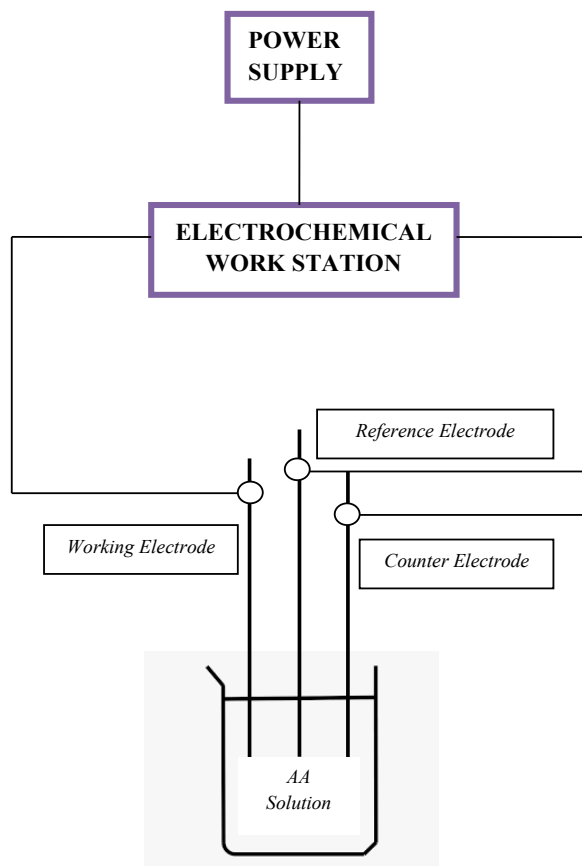 POWER
SUPPLY
ELECTROCHEMICAL
WORK STATION
Reference Electrode
Working Electrode
Counter Electrode
AA
Solution